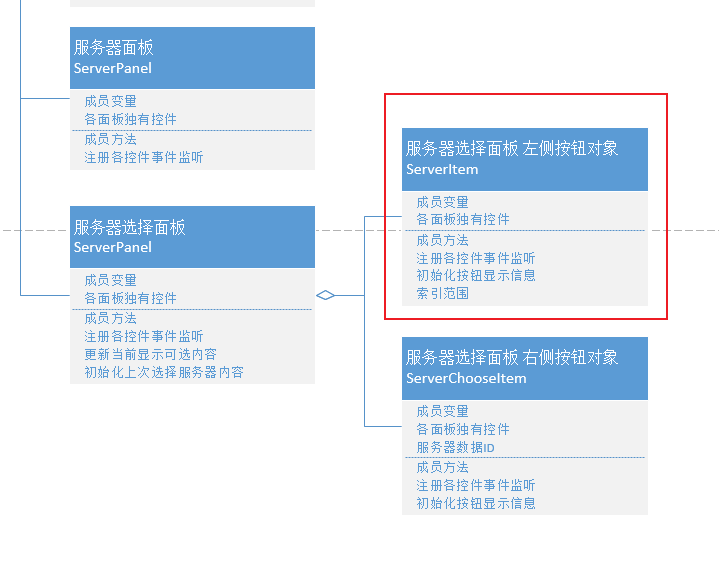 服务器面板
ServerPanel
成员变量
各面板独有控件
成员方法
注册各控件事件监听
服务器选择面板
ServerPanel
成员变量
各面板独有控件
成员方法
注册各控件事件监听
更新当前显示可选内容
初始化上次选择服务器内容
服务器选择面板 左侧按钮对象
ServerItem
成员变量
各面板独有控件
成员方法
注册各控件事件监听
初始化按钮显示信息
索引范围
服务器选择面板 右侧按钮对象
ServerChooseItem
成员变量
各面板独有控件
服务器数据ID
成员方法
注册各控件事件监听
初始化按钮显示信息